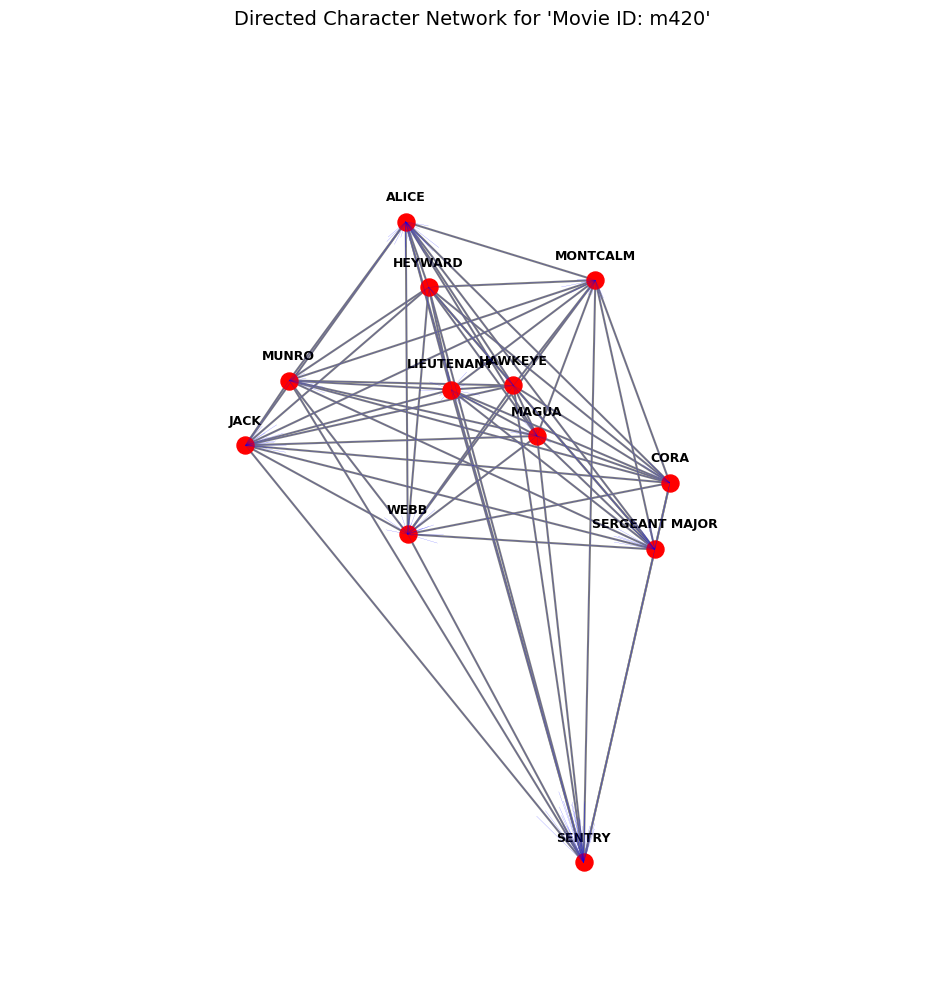 Directed Character Network for 'Movie ID: m420'
ALICE
MONTCALM
HEYWARD
MUNRO
LIEUTENANT
HAWKEYE
MAGUA
JACK
CORA
WEBB
SERGEANT MAJOR
SENTRY